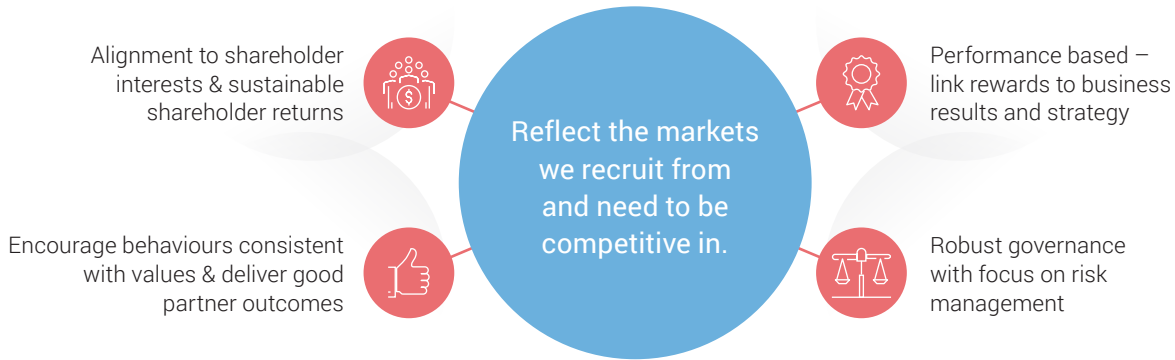 Alignment to shareholder
interests & sustainable
shareholder returns
$
Encourage behaviours consistent
with values & deliver good
partner outcomes
Reflect the markets
we recruit from
and need to be
competitive in.
Performance based –
link rewards to business
results and strategy
Robust governance
with focus on risk
management